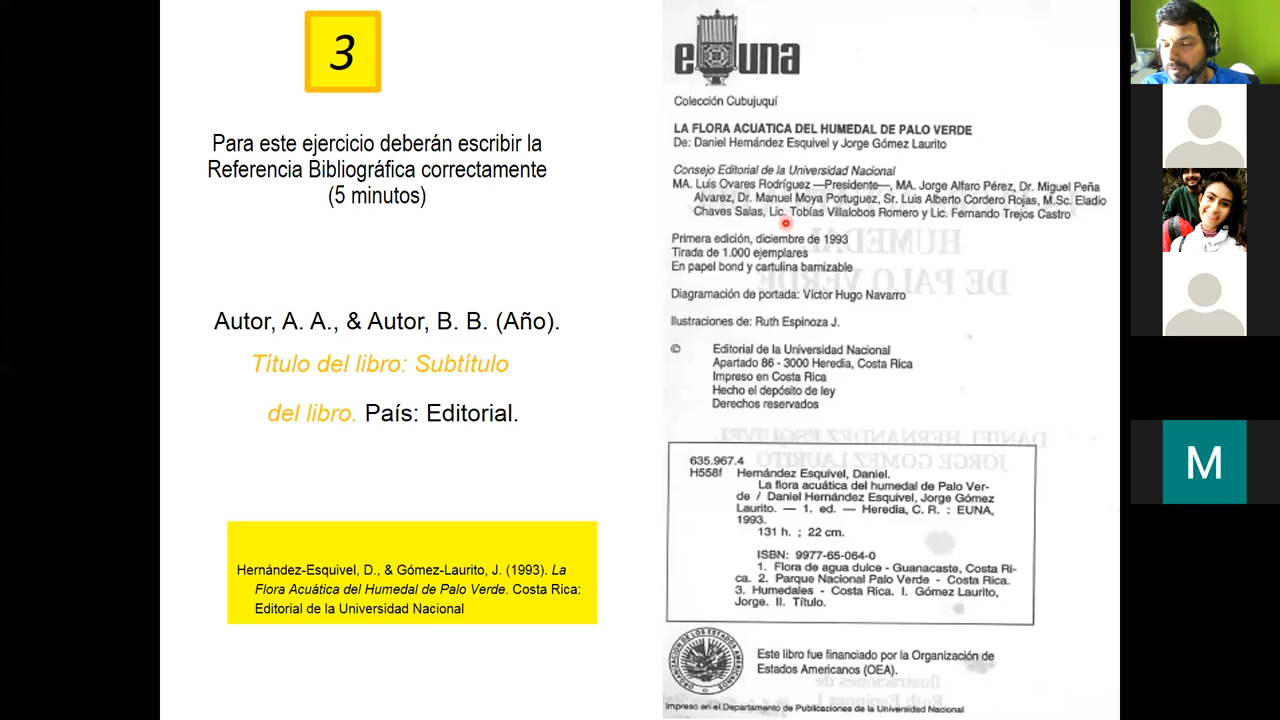 3
Para este ejercicio deberán escribir la
Referencia Bibliográfica correctamente
(5 minutos)
Autor, A. A., & Autor, B. B. (Año).
Título del libro: Subtítulo
del libro. País: Editorial.
Hernández-Esquivel, D., & Gómez-Laurito, J. (1993). La
Flora Acuática del Humedal de Palo Verde. Costa Rica:
Editorial de la Universidad Nacional
euna
Colección Cubujuquí
LA FLORA ACUATICA DEL HUMEDAL DE PALO VERDE
De: Daniel Hernández Esquivel y Jorge Gómez Laurito
Consejo Editorial de la Universidad Nacional
MA. Luis Ovares Rodríguez —Presidente—, MA. Jorge Alfaro Pérez, Dr. Miguel Peña
Alvarez, Dr. Manuel Moya Portuguez, Sr. Luis Alberto Cordero Rojas, M.Sc. Eladio
Chaves Salas, Lic. Tobías Villalobos Romero y Lic. Fernando Trejos Castro
Primera edición, diciembre de 1993
Tirada de 1.000 ejemplares
En papel bond y cartulina barnizable
Diagramación de portada: Víctor Hugo Navarro
Ilustraciones de: Ruth Espinoza J.
© Editorial de la Universidad Nacional
Apartado 86 - 3000 Heredia, Costa Rica
Impreso en Costa Rica
Hecho el depósito de ley
Derechos reservados
635.967.4
H558f Hernández Esquivel, Daniel.
La flora acuática del humedal de Palo Ver-
de / Daniel Hernández Esquivel, Jorge Gómez
Laurito. — 1. ed. — Heredia, C. R. : EUNA,
1993.
131 h. ; 22 cm.
ISBN: 9977-65-064-0
1. Flora de agua dulce - Guanacaste, Costa Ri-
ca. 2. Parque Nacional Palo Verde - Costa Rica.
3. Humedales - Costa Rica. I. Gómez Laurito,
Jorge. II. Título.
Este libro fue financiado por la Organización de
Estados Americanos (OEA).
Impreso en el Departamento de Publicaciones de la Universidad Nacional
M